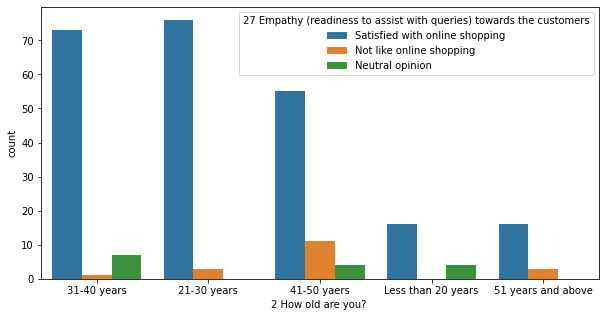 27 Empathy (readiness to assist with queries) towards the customers
Satisfied with online shopping
Not like online shopping
Neutral opinion
count
70
60
50
40
30
20
10
0
31-40 years
21-30 years
41-50 yaers
Less than 20 years
51 years and above
2 How old are you?